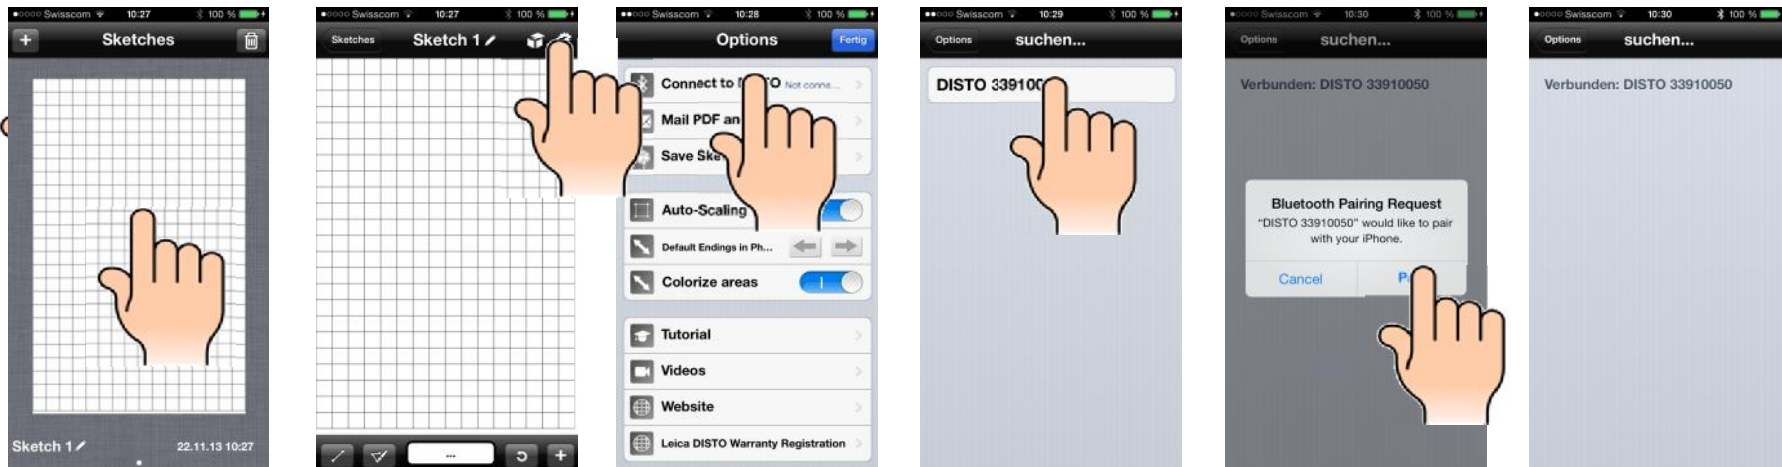 ●○○○○ Swisscom 10:27 100 %
+ Sketches
Sketch 1
22.11.13 10:27
●○○○○ Swisscom 10:27 100 %
Sketches Sketch 1
...
+
●●○○○ Swisscom 10:28 100 %
Options Fertig
Connect to Not conne...
Mail PDF an
Save
Auto-Scaling
Default Endings in Ph...
Colorize areas
Tutorial
Videos
Website
Leica DISTO Warranty Registration
●●○○○ Swisscom 10:29 100 %
Options suchen...
DISTO
●○○○○ Swisscom 10:30 100 %
Options suchen...
Verbunden: DISTO 33910050
Bluetooth Pairing Request
"DISTO 33910050" would like to pair
with your iPhone.
Cancel
●○○○○ Swisscom 10:30 100 %
Options suchen...
Verbunden: DISTO 33910050